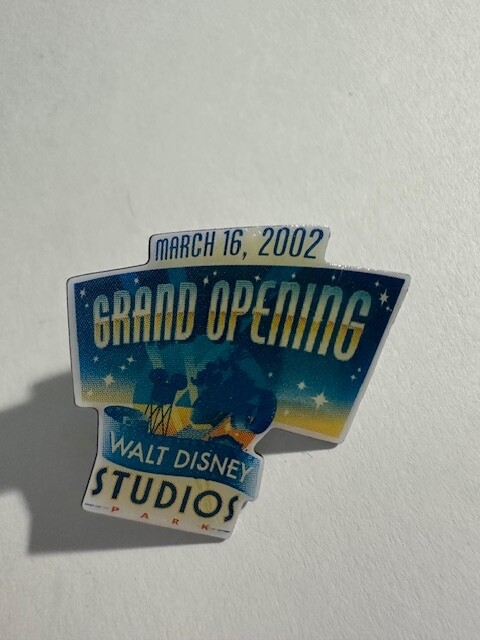 MARCH 16, 2002
GRAND OPENING
WALT DISNEY
STUDIOS
PARK